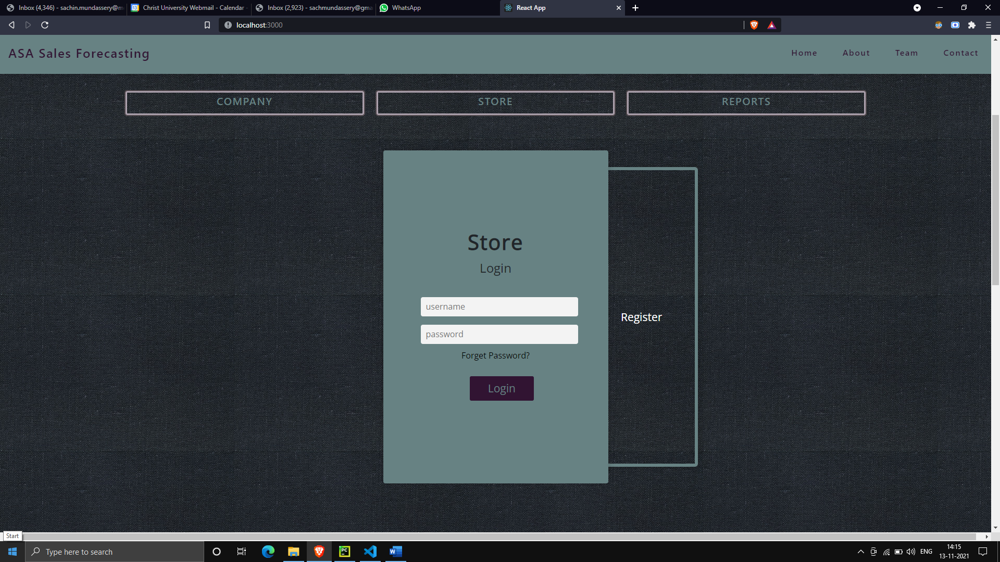 Inbox (4,346) - sachin.mundassery@m
Christ University Webmail - Calendar -
Inbox (2,923) - sachmundassery@gma
WhatsApp
React App
localhost:3000
ASA Sales Forecasting
Home
About
Team
Contact
COMPANY
STORE
REPORTS
Store
Login
username
Register
password
Forget Password?
Login
Start
Type here to search
PC
W
ENG
14:15
13-11-2021